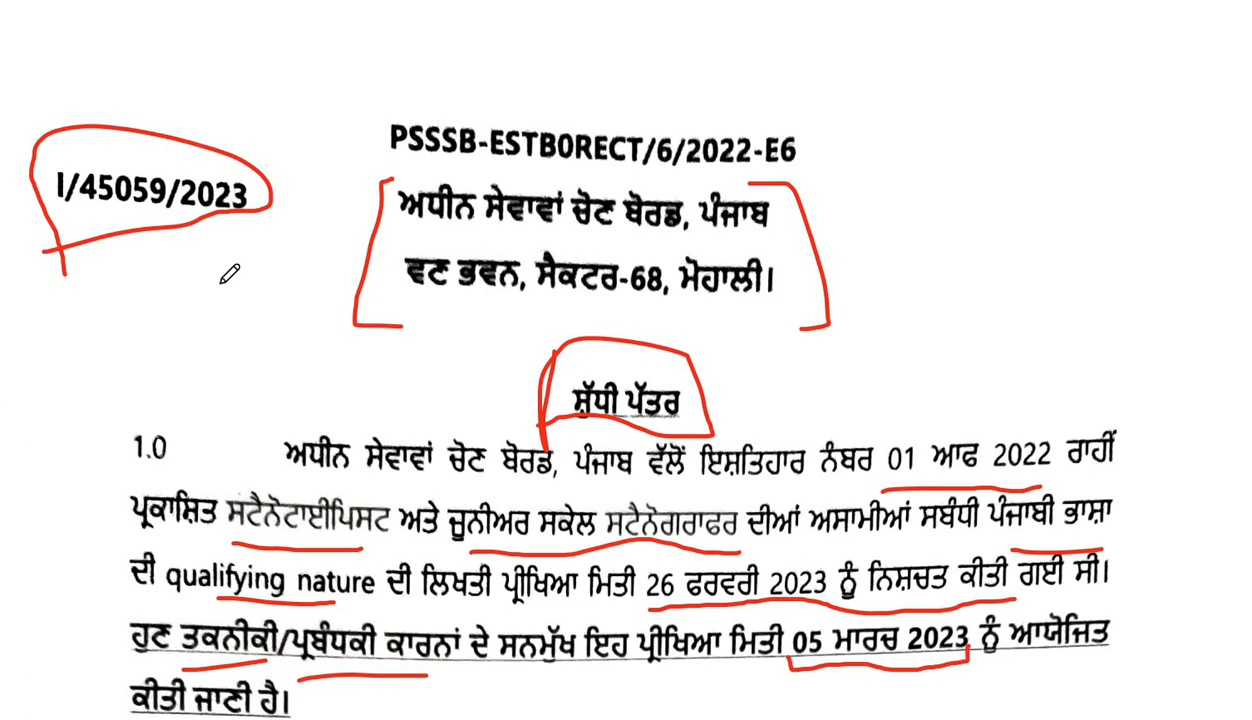 PSSSB-ESTB0RECT/6/2022-E6
I/45059/2023
ਅਧੀਨ ਸੇਵਾਵਾਂ ਚੋਣ ਬੋਰਡ, ਪੰਜਾਬ
ਵਣ ਭਵਨ, ਸੈਕਟਰ-68, ਮੋਹਾਲੀ।
ਸ਼ੁੱਧੀ ਪੱਤਰ
1.0 ਅਧੀਨ ਸੇਵਾਵਾਂ ਚੋਣ ਬੋਰਡ, ਪੰਜਾਬ ਵੱਲੋਂ ਇਸ਼ਤਿਹਾਰ ਨੰਬਰ 01 ਆਫ 2022 ਰਾਹੀਂ
ਪ੍ਰਕਾਸ਼ਿਤ ਸਟੈਨੋਟਾਈਪਿਸਟ ਅਤੇ ਜੂਨੀਅਰ ਸਕੇਲ ਸਟੈਨੋਗਰਾਫਰ ਦੀਆਂ ਅਸਾਮੀਆਂ ਸਬੰਧੀ ਪੰਜਾਬੀ ਭਾਸ਼ਾ
ਦੀ qualifying nature ਦੀ ਲਿਖਤੀ ਪ੍ਰੀਖਿਆ ਮਿਤੀ 26 ਫਰਵਰੀ 2023 ਨੂੰ ਨਿਸ਼ਚਤ ਕੀਤੀ ਗਈ ਸੀ।
ਹੁਣ ਤਕਨੀਕੀ/ਪ੍ਰਬੰਧਕੀ ਕਾਰਨਾਂ ਦੇ ਸਨਮੁੱਖ ਇਹ ਪ੍ਰੀਖਿਆ ਮਿਤੀ 05 ਮਾਰਚ 2023 ਨੂੰ ਆਯੋਜਿਤ
ਕੀਤੀ ਜਾਣੀ ਹੈ।